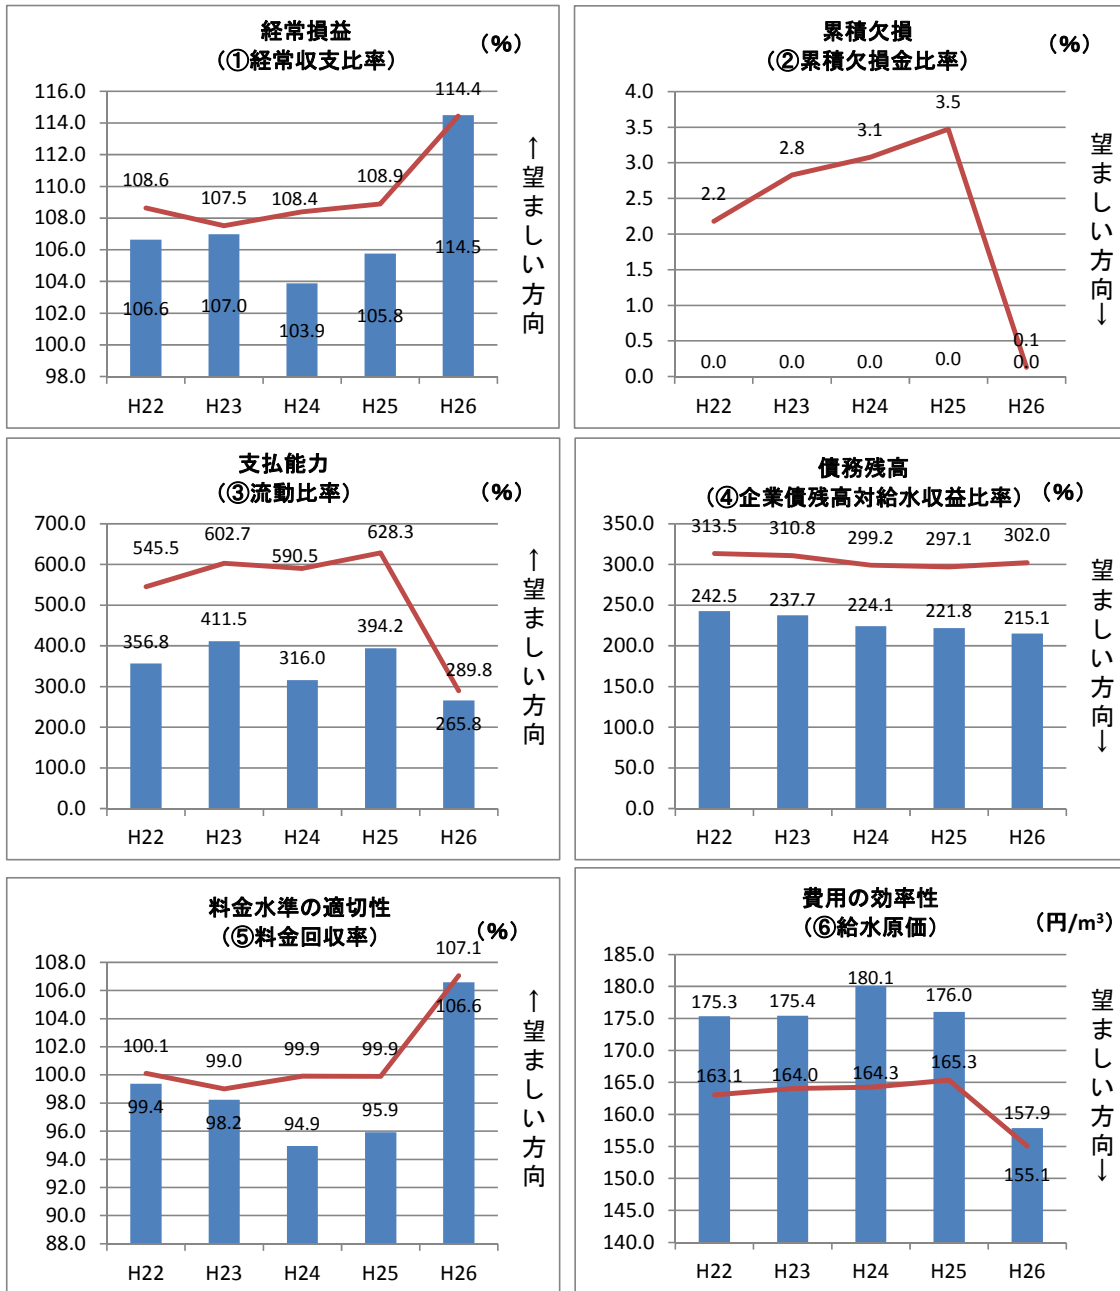 経常損益
（①経常収支比率）
（%）
116.0
114.0
112.0
110.0
108.0
106.0
104.0
102.0
100.0
98.0
108.6
107.5
108.4
108.9
114.4
106.6
107.0
103.9
105.8
114.5
H22
H23
H24
H25
H26
↑望ましい方向
累積欠損
（②累積欠損金比率）
（%）
4.0
3.5
3.0
2.5
2.0
1.5
1.0
0.5
0.0
2.2
2.8
3.1
3.5
0.1
0.0
0.0
0.0
0.0
0.0
H22
H23
H24
H25
H26
望ましい方向↓
支払能力
（③流動比率）
（%）
700.0
600.0
500.0
400.0
300.0
200.0
100.0
0.0
545.5
602.7
590.5
628.3
289.8
356.8
411.5
316.0
394.2
265.8
H22
H23
H24
H25
H26
↑望ましい方向
債務残高
（④企業債残高対給水収益比率）
（%）
350.0
300.0
250.0
200.0
150.0
100.0
50.0
0.0
313.5
310.8
299.2
297.1
302.0
242.5
237.7
224.1
221.8
215.1
H22
H23
H24
H25
H26
望ましい方向↓
料金水準の適切性
（⑤料金回収率）
（%）
108.0
106.0
104.0
102.0
100.0
98.0
96.0
94.0
92.0
90.0
88.0
100.1
99.0
99.9
99.9
107.1
99.4
98.2
94.9
95.9
106.6
H22
H23
H24
H25
H26
↑望ましい方向
費用の効率性
（⑥給水原価）
（円/m³）
185.0
180.0
175.0
170.0
165.0
160.0
155.0
150.0
145.0
140.0
175.3
175.4
180.1
176.0
157.9
163.1
164.0
164.3
165.3
155.1
H22
H23
H24
H25
H26
望ましい方向↓